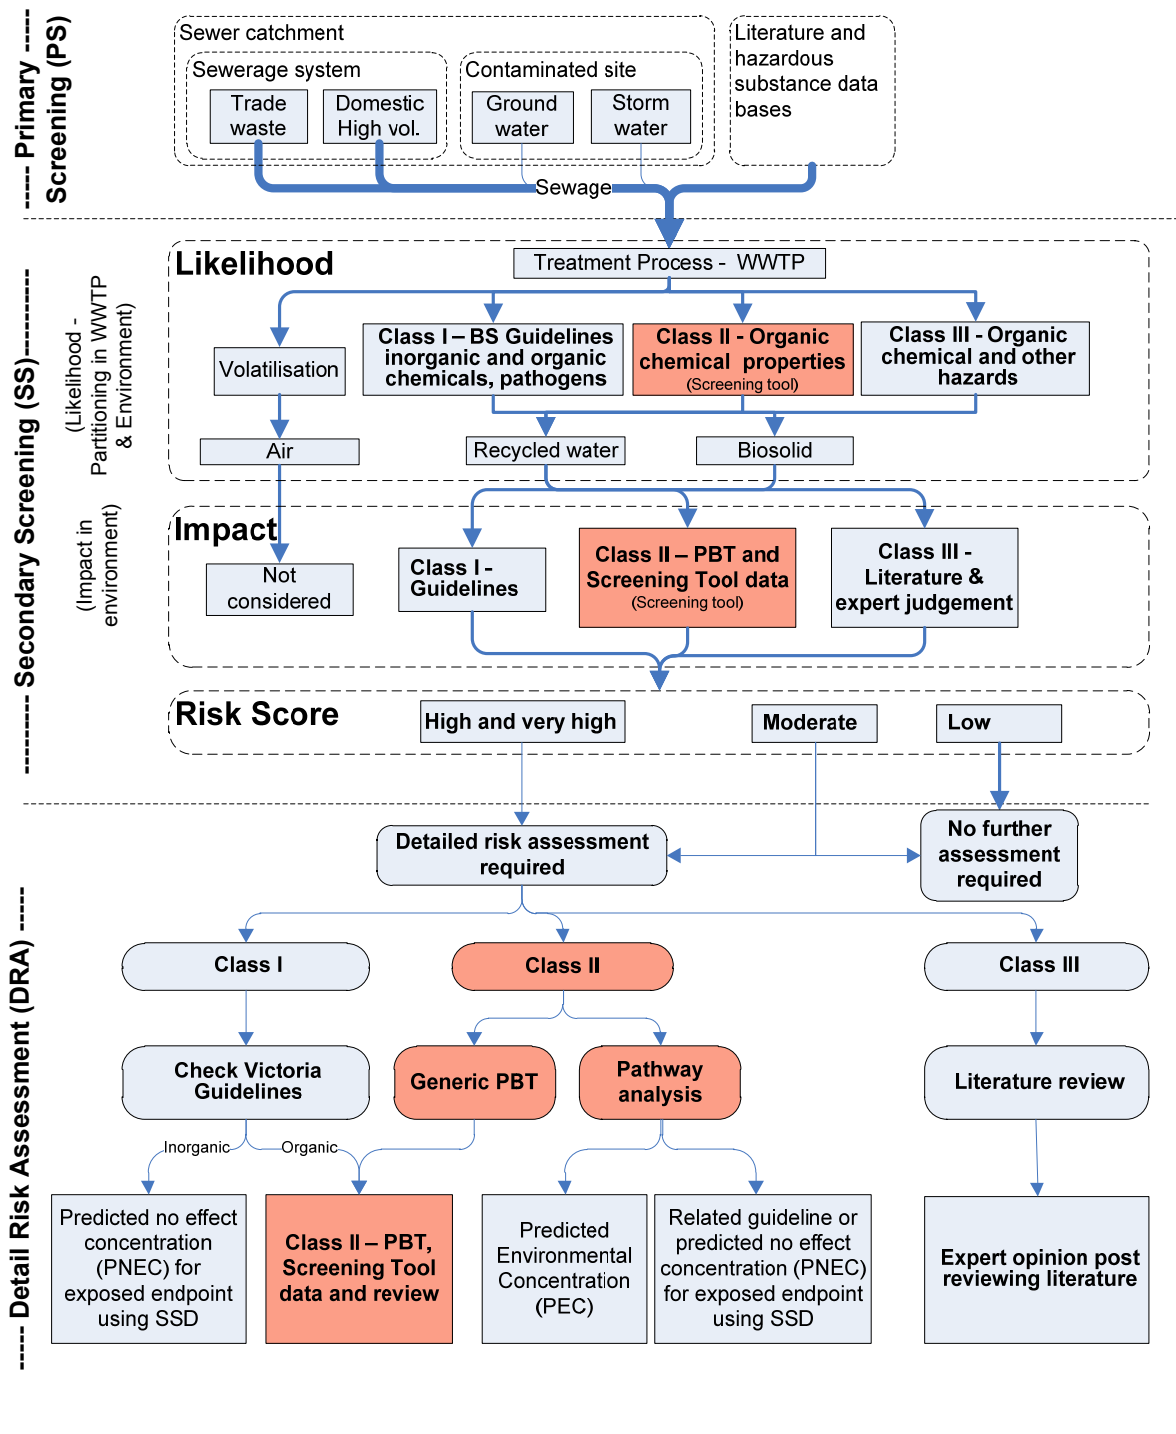 ----- Primary -----
Screening (PS)
Sewer catchment
Sewerage system
Trade
waste
Domestic
High vol.
Contaminated site
Ground
water
Storm
water
Literature and
hazardous
substance data
bases
Sewage
--------- Secondary Screening (SS)----------
(Likelihood -
Partitioning in WWTP
& Environment)
Likelihood
Treatment Process - WWTP
Volatilisation
Class I – BS Guidelines
inorganic and organic
chemicals, pathogens
Class II - Organic
chemical properties
(Screening tool)
Class III - Organic
chemical and other
hazards
Air
Recycled water
Biosolid
(Impact in
environment)
Impact
Not
considered
Class I -
Guidelines
Class II – PBT and
Screening Tool data
(Screening tool)
Class III -
Literature &
expert judgement
Risk Score
High and very high
Moderate
Low
----- Detail Risk Assessment (DRA) -----
Detailed risk assessment
required
No further
assessment
required
Class I
Class II
Class III
Check Victoria
Guidelines
Generic PBT
Pathway
analysis
Literature review
Inorganic
Organic
Predicted no effect
concentration
(PNEC) for
exposed endpoint
using SSD
Class II – PBT,
Screening Tool
data and review
Predicted
Environmental
Concentration
(PEC)
Related guideline or
predicted no effect
concentration (PNEC)
for exposed endpoint
using SSD
Expert opinion post
reviewing literature